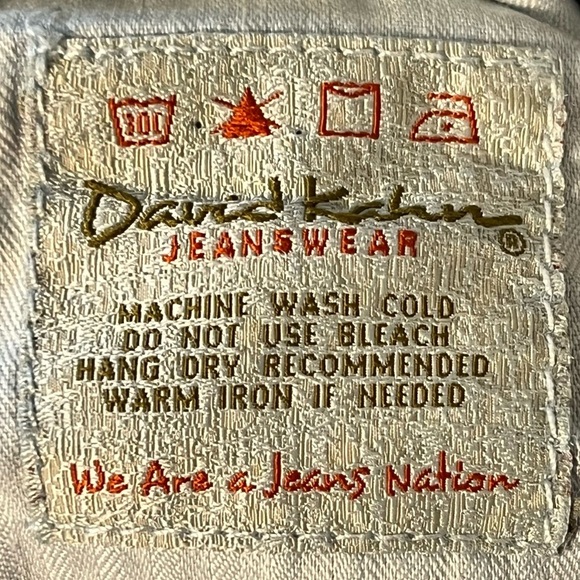 David Kahn®
JEANSWEAR
MACHINE WASH COLD
DO NOT USE BLEACH
HANG DRY RECOMMENDED
WARM IRON IF NEEDED
We Are a Jeans Nation